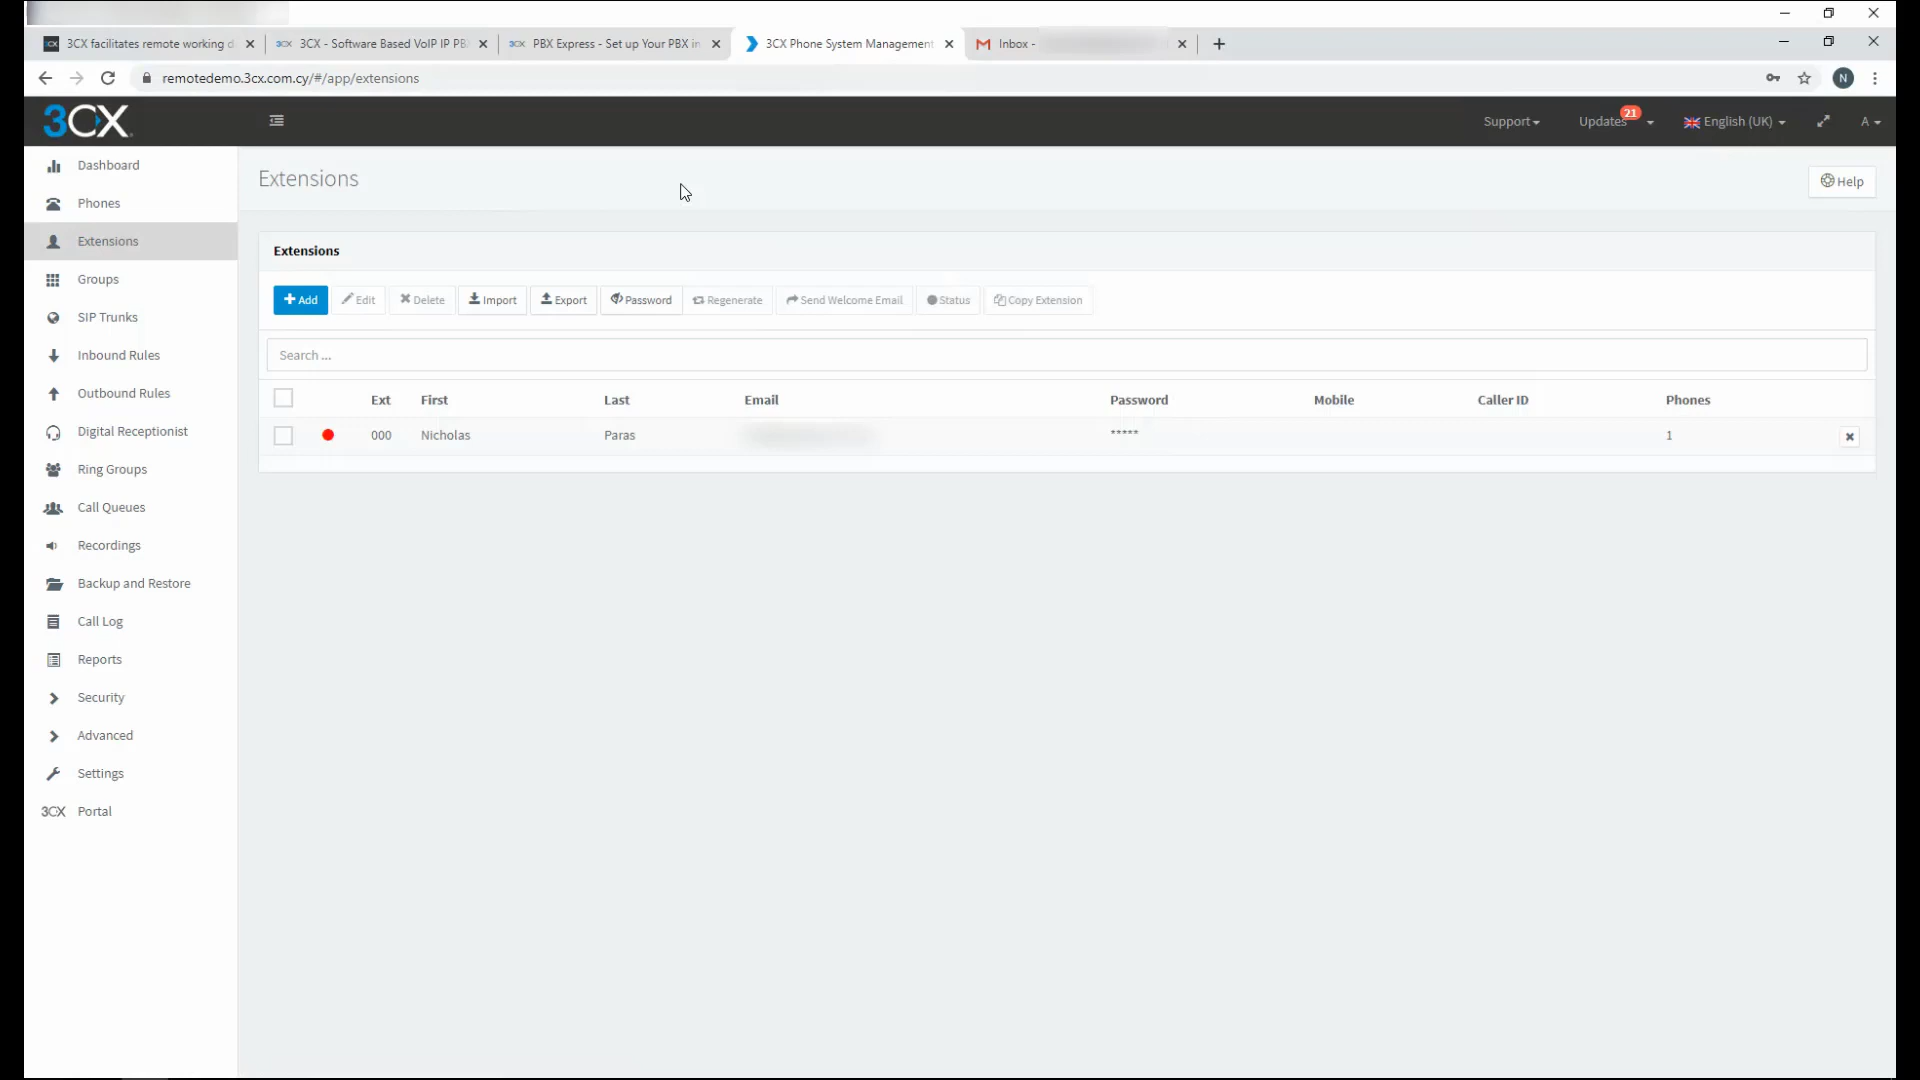 3CX facilitates remote working d
3CX - Software Based VoIP IP PB
PBX Express - Set up Your PBX in
3CX Phone System Management
Inbox -
remotedemo.3cx.com.cy/#/app/extensions
N
3CX
Support
Updates
21
English (UK)
A
Dashboard
Phones
Extensions
Groups
SIP Trunks
Inbound Rules
Outbound Rules
Digital Receptionist
Ring Groups
Call Queues
Recordings
Backup and Restore
Call Log
Reports
Security
Advanced
Settings
3CX Portal
Extensions
Help
Extensions
Add Edit Delete Import Export Password Regenerate Send Welcome Email Status Copy Extension
Search ...
Ext First Last Email Password Mobile Caller ID Phones
000 Nicholas Paras ***** 1